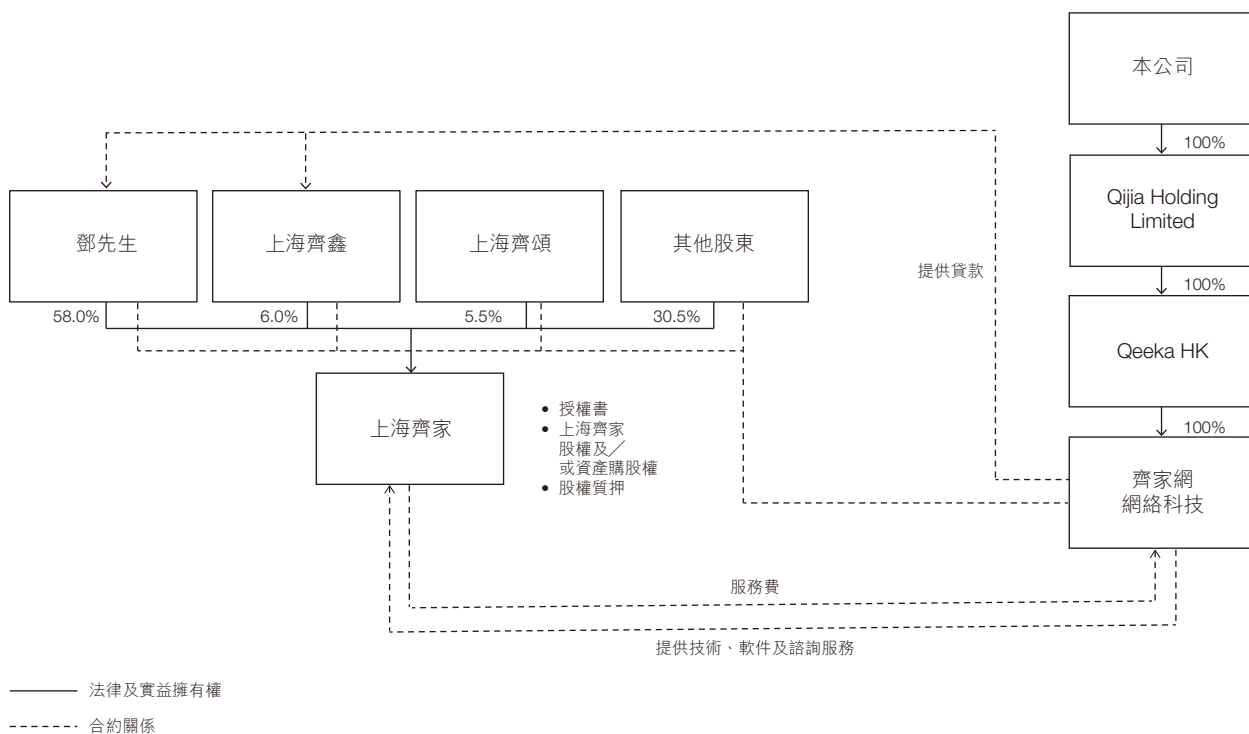 本公司
100%
Qijia Holding
Limited
100%
Qeeka HK
100%
齊家網
網絡科技
提供貸款
鄧先生
上海齊鑫
上海齊頌
其他股東
58.0%
6.0%
5.5%
30.5%
上海齊家
• 授權書
• 上海齊家
股權及╱
或資產購股權
• 股權質押
服務費
提供技術、軟件及諮詢服務
法律及實益擁有權
合約關係